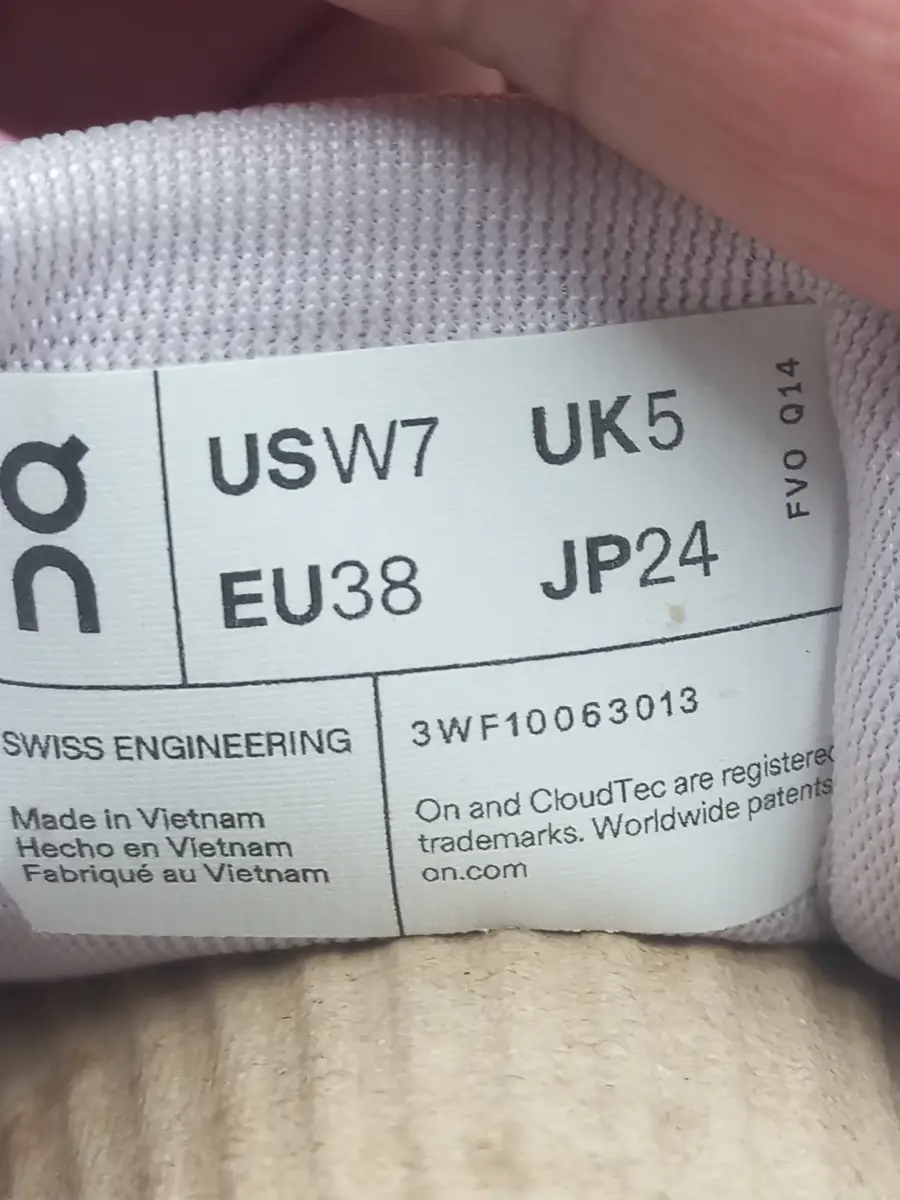 On
USW7 UK5
EU38 JP24
FVO Q14
SWISS ENGINEERING
Made in Vietnam
Hecho en Vietnam
Fabriqué au Vietnam
3WF10063013
On and CloudTec are registered
trademarks. Worldwide patents
on.com